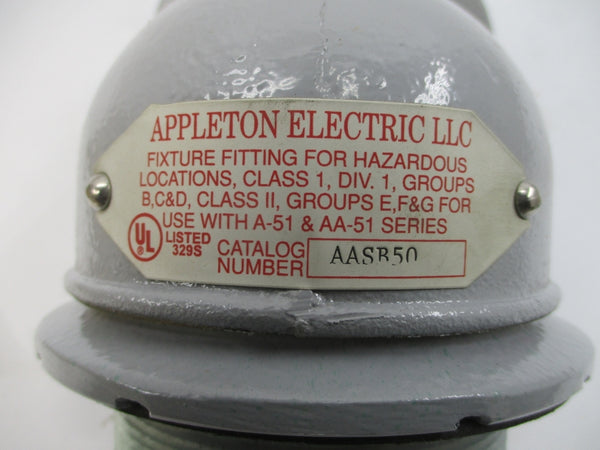 APPLETON ELECTRIC LLC
FIXTURE FITTING FOR HAZARDOUS
LOCATIONS, CLASS 1, DIV. 1, GROUPS
B,C&D, CLASS II, GROUPS E,F&G FOR
USE WITH A-51 & AA-51 SERIES
UL ®
LISTED
329S
CATALOG
NUMBER
AASB50